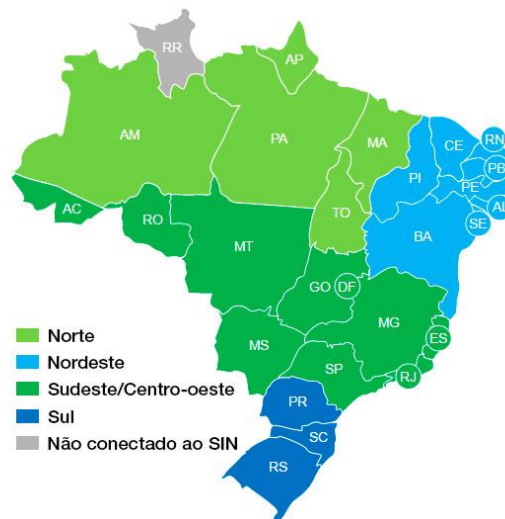 RR
AP
AM
PA
MA
CE
RN
PB
PI
PE
AL
SE
AC
RO
TO
BA
MT
GO
DF
MG
ES
MS
SP
RJ
PR
SC
RS
Norte
Nordeste
Sudeste/Centro-oeste
Sul
Não conectado ao SIN